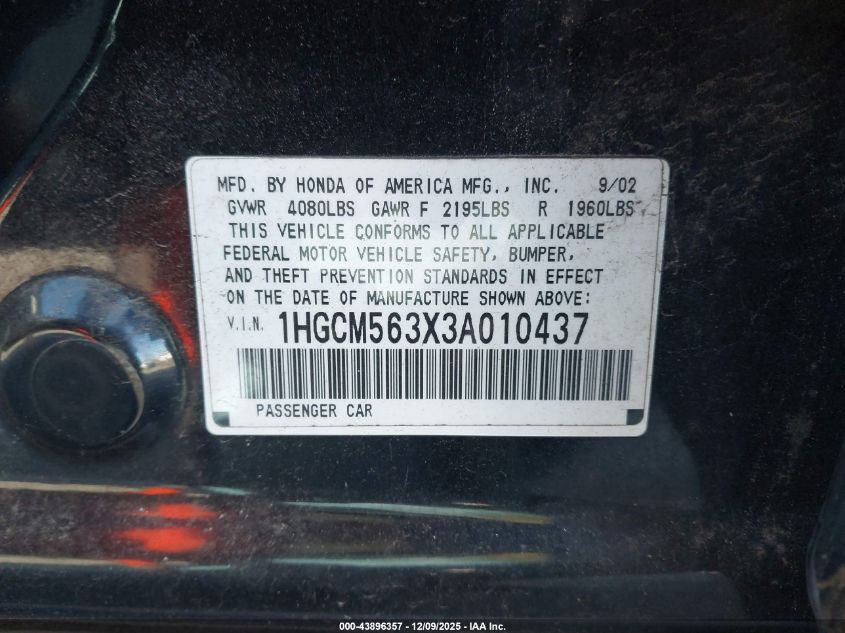 MFD. BY HONDA OF AMERICA MFG., INC. 9/02
GVWR 4080LBS GAWR F 2195LBS R 1960LBS
THIS VEHICLE CONFORMS TO ALL APPLICABLE
FEDERAL MOTOR VEHICLE SAFETY, BUMPER,
AND THEFT PREVENTION STANDARDS IN EFFECT
ON THE DATE OF MANUFACTURE SHOWN ABOVE:
V.I.N. 1HGCM563X3A010437
PASSENGER CAR
000-43896357 - 12/09/2025 - IAA Inc.